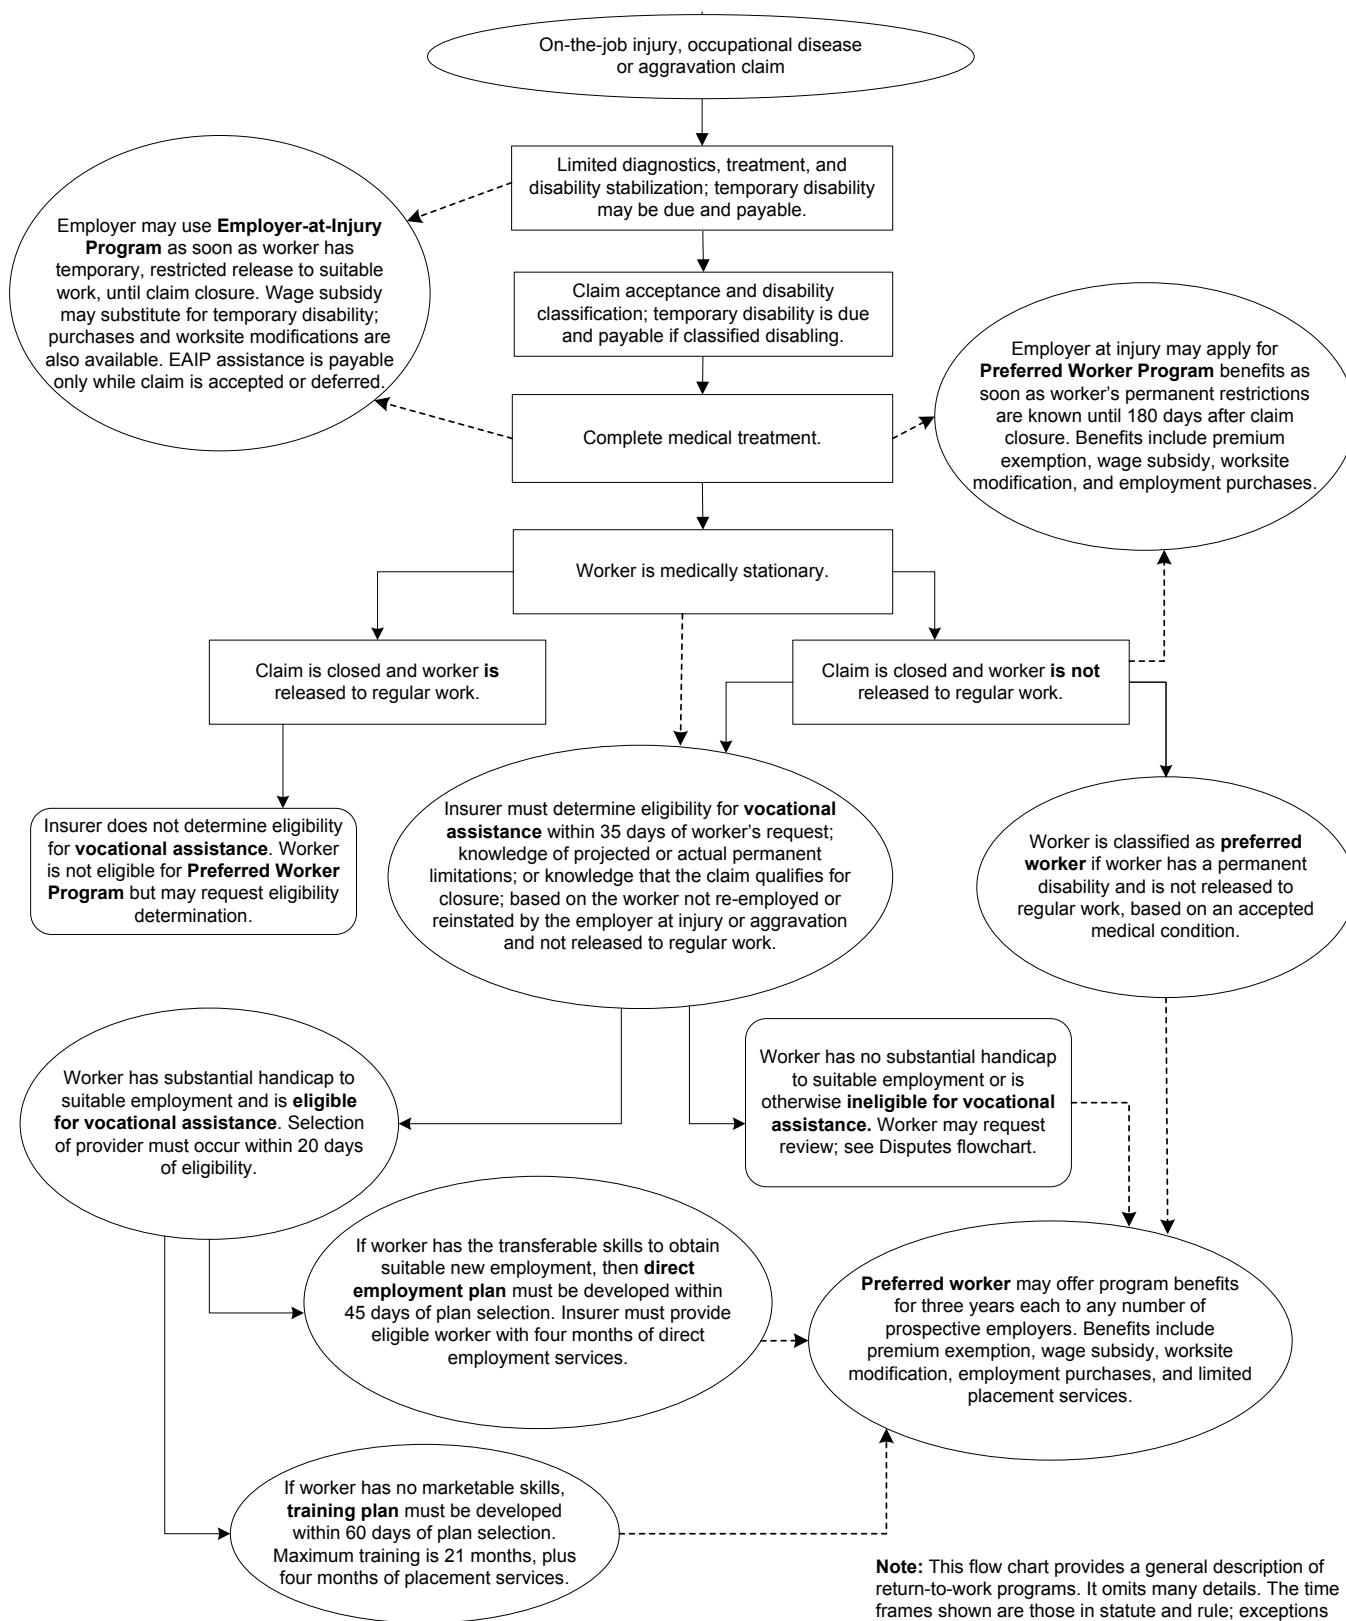 On-the-job injury, occupational disease
or aggravation claim
Limited diagnostics, treatment, and
disability stabilization; temporary disability
may be due and payable.
Employer may use Employer-at-Injury
Program as soon as worker has
temporary, restricted release to suitable
work, until claim closure. Wage subsidy
may substitute for temporary disability;
purchases and worksite modifications are
also available. EAIP assistance is payable
only while claim is accepted or deferred.
Claim acceptance and disability
classification; temporary disability is due
and payable if classified disabling.
Employer at injury may apply for
Preferred Worker Program benefits as
soon as worker’s permanent restrictions
are known until 180 days after claim
closure. Benefits include premium
exemption, wage subsidy, worksite
modification, and employment purchases.
Complete medical treatment.
Worker is medically stationary.
Claim is closed and worker is
released to regular work.
Claim is closed and worker is not
released to regular work.
Insurer does not determine eligibility
for vocational assistance. Worker
is not eligible for Preferred Worker
Program but may request eligibility
determination.
Insurer must determine eligibility for vocational
assistance within 35 days of worker’s request;
knowledge of projected or actual permanent
limitations; or knowledge that the claim qualifies for
closure; based on the worker not re-employed or
reinstated by the employer at injury or aggravation
and not released to regular work.
Worker is classified as preferred
worker if worker has a permanent
disability and is not released to
regular work, based on an accepted
medical condition.
Worker has substantial handicap to
suitable employment and is eligible
for vocational assistance. Selection
of provider must occur within 20 days
of eligibility.
Worker has no substantial handicap
to suitable employment or is
otherwise ineligible for vocational
assistance. Worker may request
review; see Disputes flowchart.
If worker has the transferable skills to obtain
suitable new employment, then direct
employment plan must be developed within
45 days of plan selection. Insurer must provide
eligible worker with four months of direct
employment services.
Preferred worker may offer program benefits
for three years each to any number of
prospective employers. Benefits include
premium exemption, wage subsidy, worksite
modification, employment purchases, and limited
placement services.
If worker has no marketable skills,
training plan must be developed
within 60 days of plan selection.
Maximum training is 21 months, plus
four months of placement services.
Note: This flow chart provides a general description of
return-to-work programs. It omits many details. The time
frames shown are those in statute and rule; exceptions